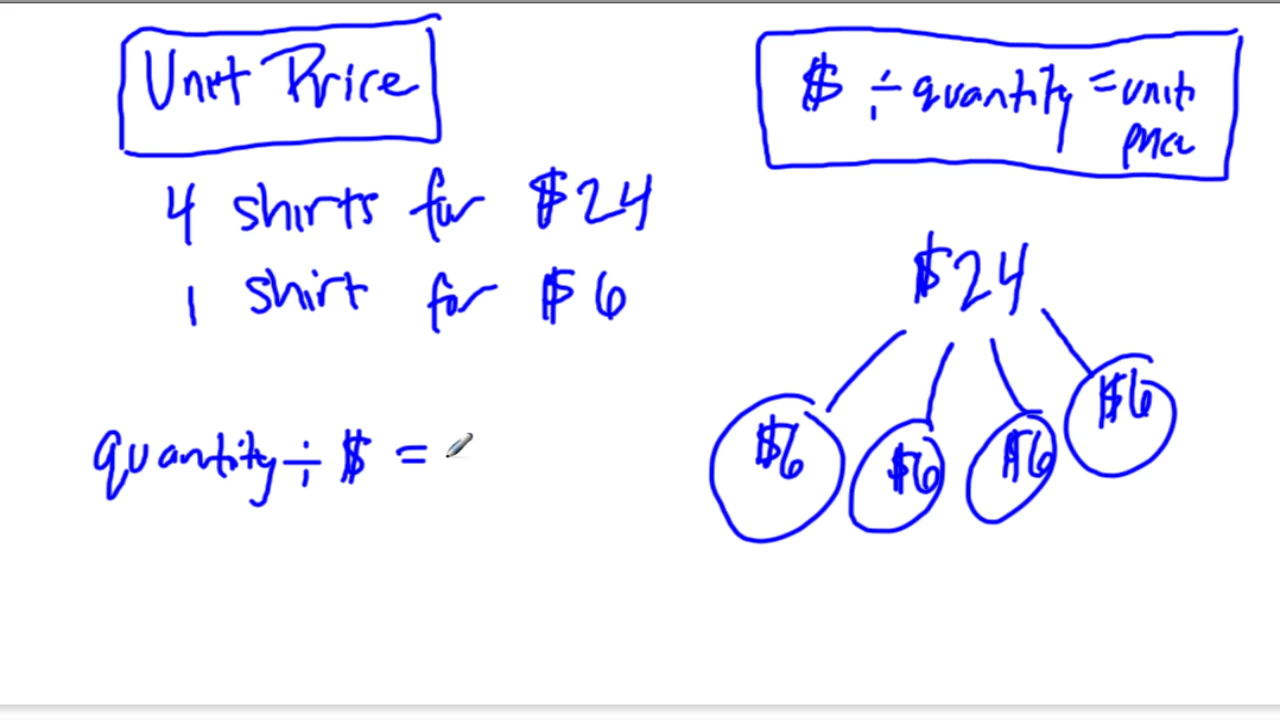 Unit Price
$ ÷ quantity = unit
price
4 shirts for $24
1 shirt for $6
$24
$6 $6 $6 $6
quantity ÷ $ =